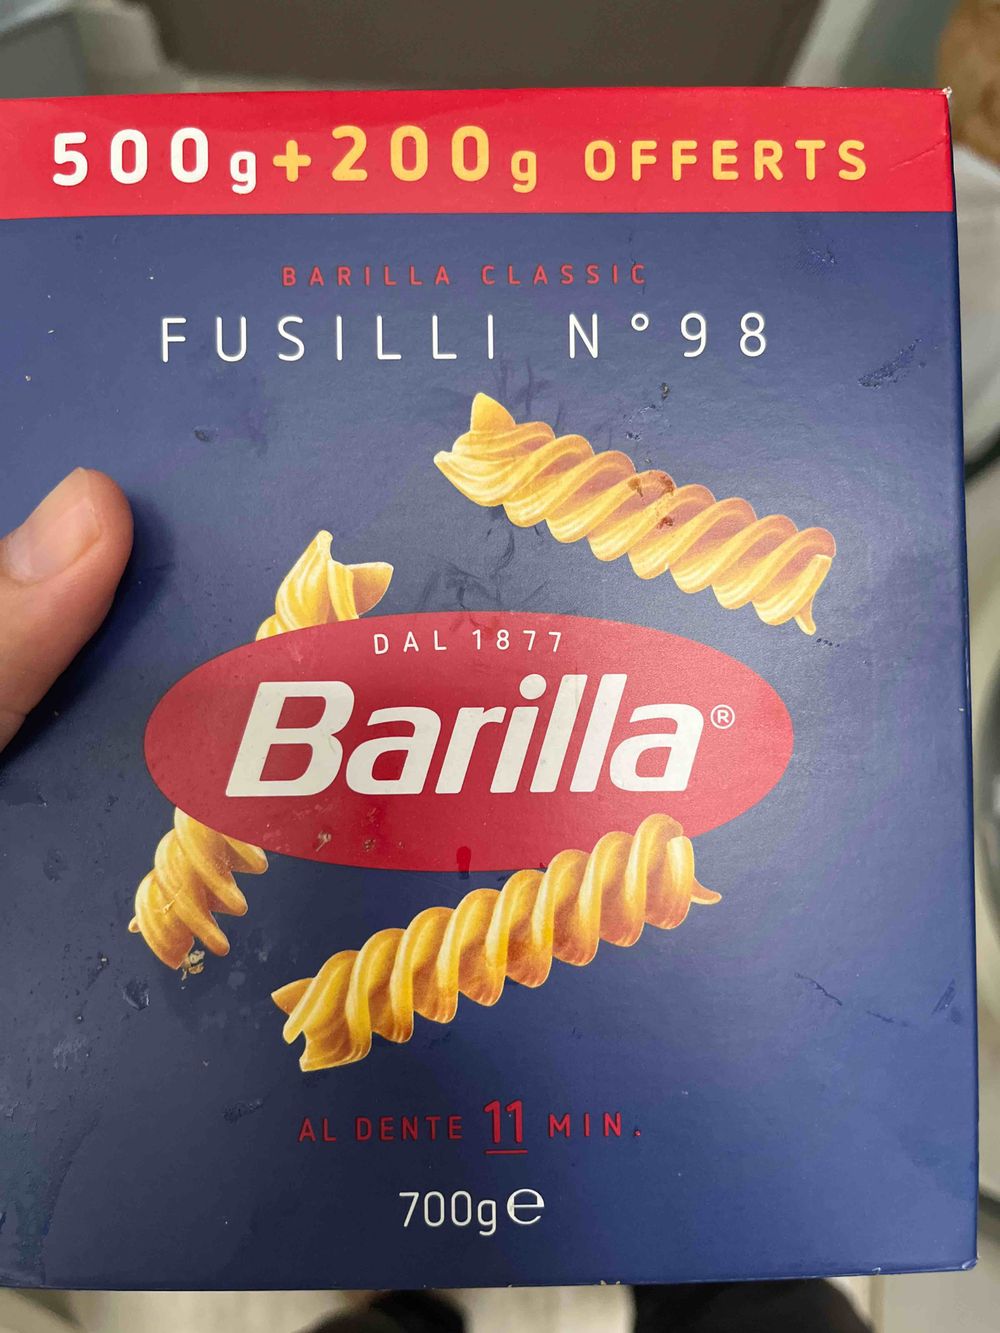 500g+200g OFFERTS
BARILLA CLASSIC
FUSILLI N°98
DAL 1877
Barilla®
AL DENTE 11 MIN.
700g℮